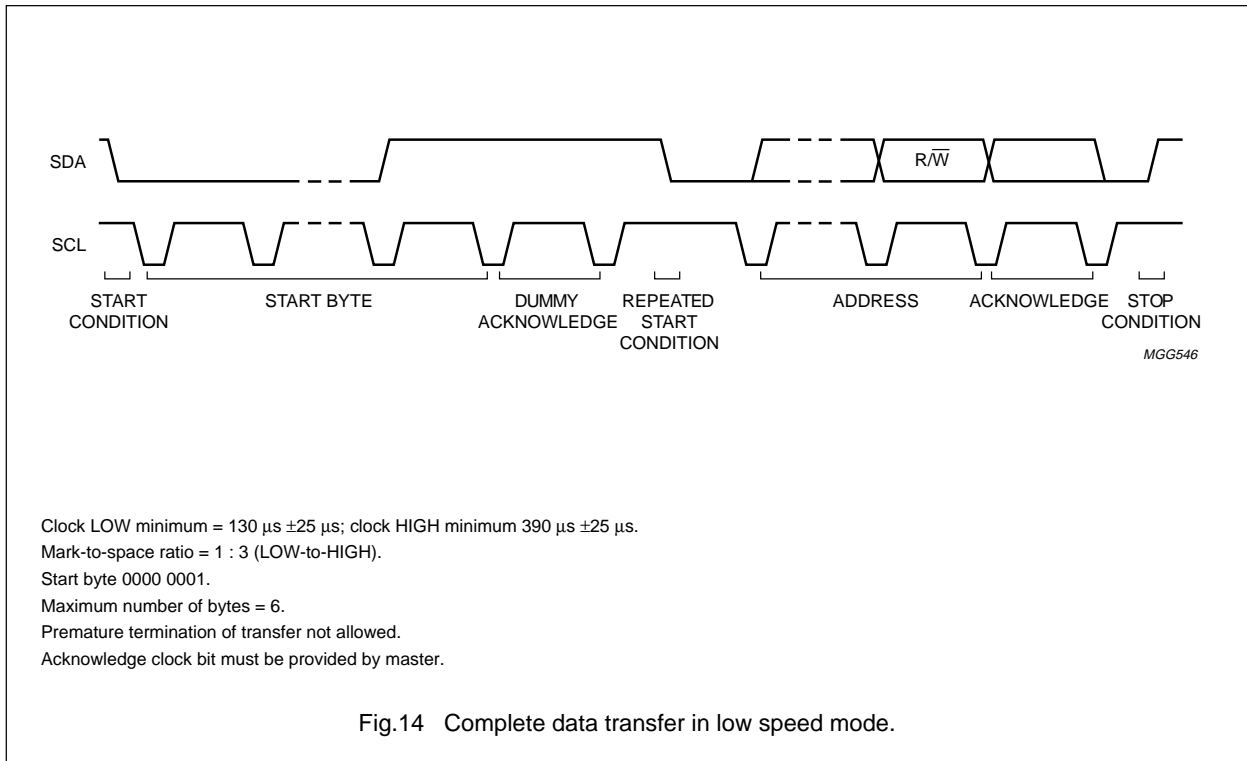 SDA
R/W̅
SCL
START CONDITION
START BYTE
DUMMY ACKNOWLEDGE
REPEATED START CONDITION
ADDRESS
ACKNOWLEDGE
STOP CONDITION
MGG546
Clock LOW minimum = 130 μs ±25 μs; clock HIGH minimum 390 μs ±25 μs.
Mark-to-space ratio = 1 : 3 (LOW-to-HIGH).
Start byte 0000 0001.
Maximum number of bytes = 6.
Premature termination of transfer not allowed.
Acknowledge clock bit must be provided by master.
Fig.14 Complete data transfer in low speed mode.